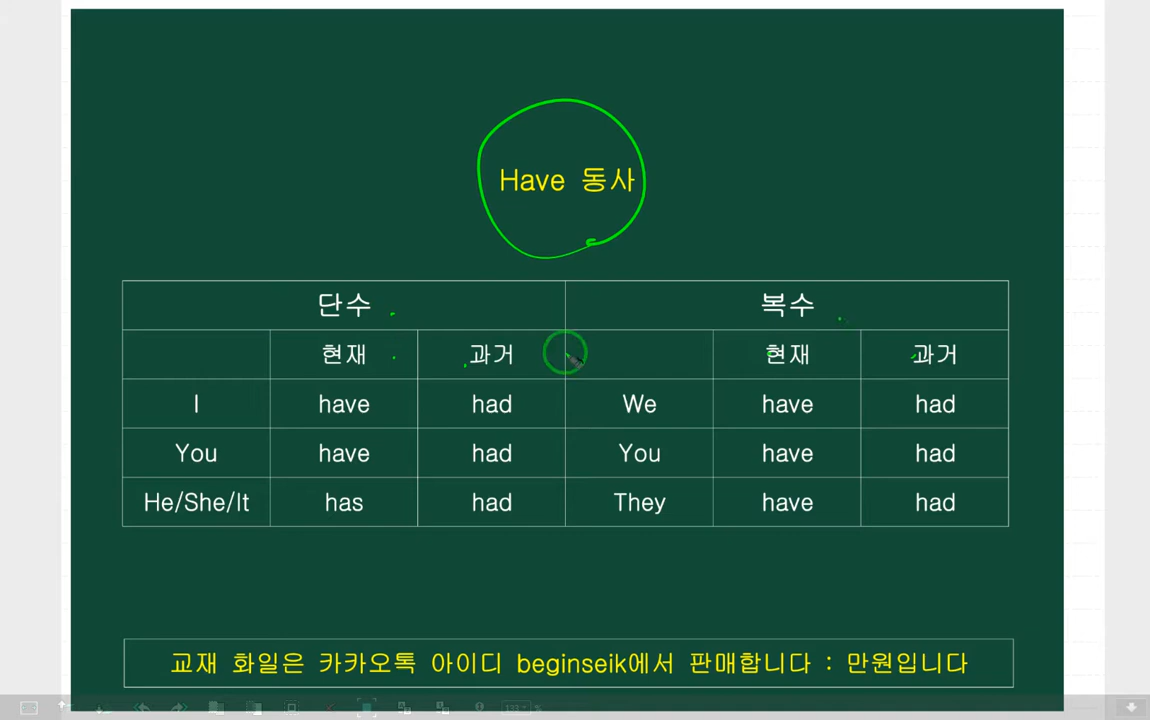 Have 동사
단수 복수
현재 과거 현재 과거
I have had We have had
You have had You have had
He/She/It has had They have had
교재 화일은 카카오톡 아이디 beginseik에서 판매합니다 : 만원입니다
133 %